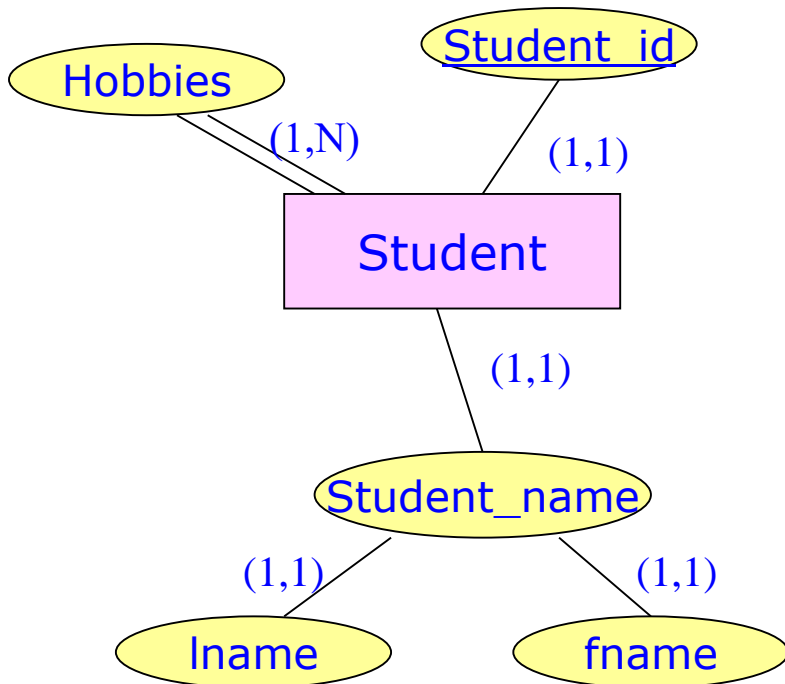 Student_id
Hobbies
(1,N)
(1,1)
Student
(1,1)
Student_name
(1,1)
(1,1)
lname
fname